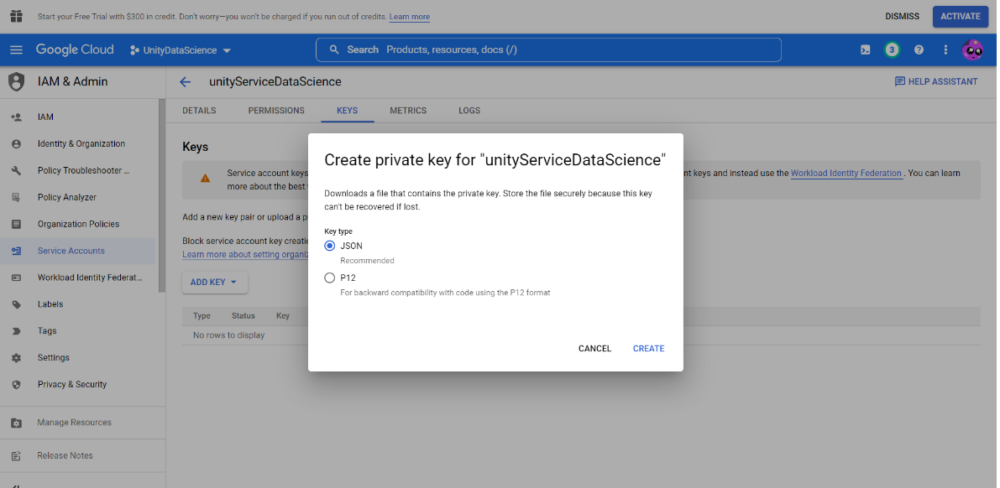 Start your Free Trial with $300 in credit. Don't worry—you won't be charged if you run out of credits. Learn more
DISMISS
ACTIVATE
Google Cloud
UnityDataScience
Search Products, resources, docs (/)
3
IAM & Admin
unityServiceDataScience
HELP ASSISTANT
IAM
Identity & Organization
Policy Troubleshooter ...
Policy Analyzer
Organization Policies
Service Accounts
Workload Identity Federat...
Labels
Tags
Settings
Privacy & Security
Manage Resources
Release Notes
DETAILS
PERMISSIONS
KEYS
METRICS
LOGS
Keys
Service account keys
nt keys and instead use the Workload Identity Federation . You can learn
more about the best
Add a new key pair or upload a p
Block service account key creatio
Learn more about setting organiz
ADD KEY
Type
Status
Key
No rows to display
Create private key for "unityServiceDataScience"
Downloads a file that contains the private key. Store the file securely because this key
can't be recovered if lost.
Key type
JSON
Recommended
P12
For backward compatibility with code using the P12 format
CANCEL
CREATE